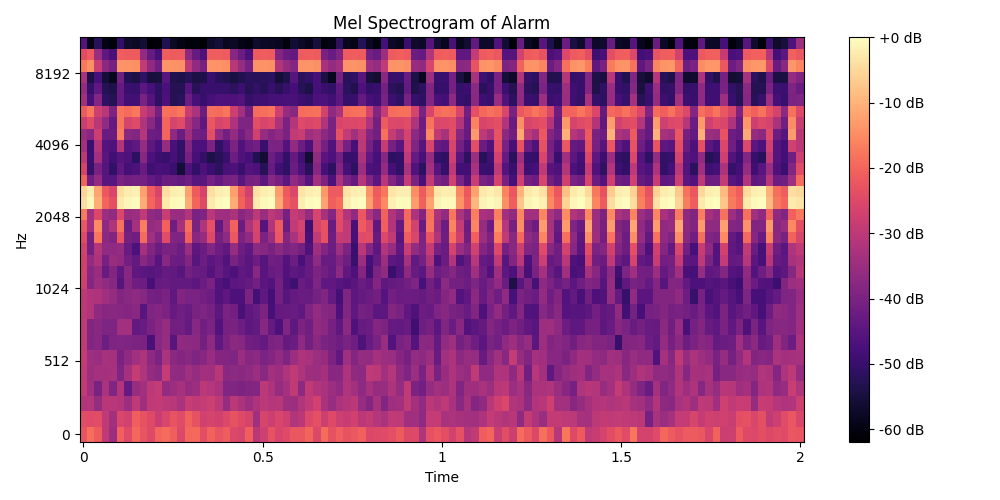 Mel Spectrogram of Alarm
Hz
8192
4096
2048
1024
512
0
0 0.5 1 1.5 2
Time
+0 dB
-10 dB
-20 dB
-30 dB
-40 dB
-50 dB
-60 dB